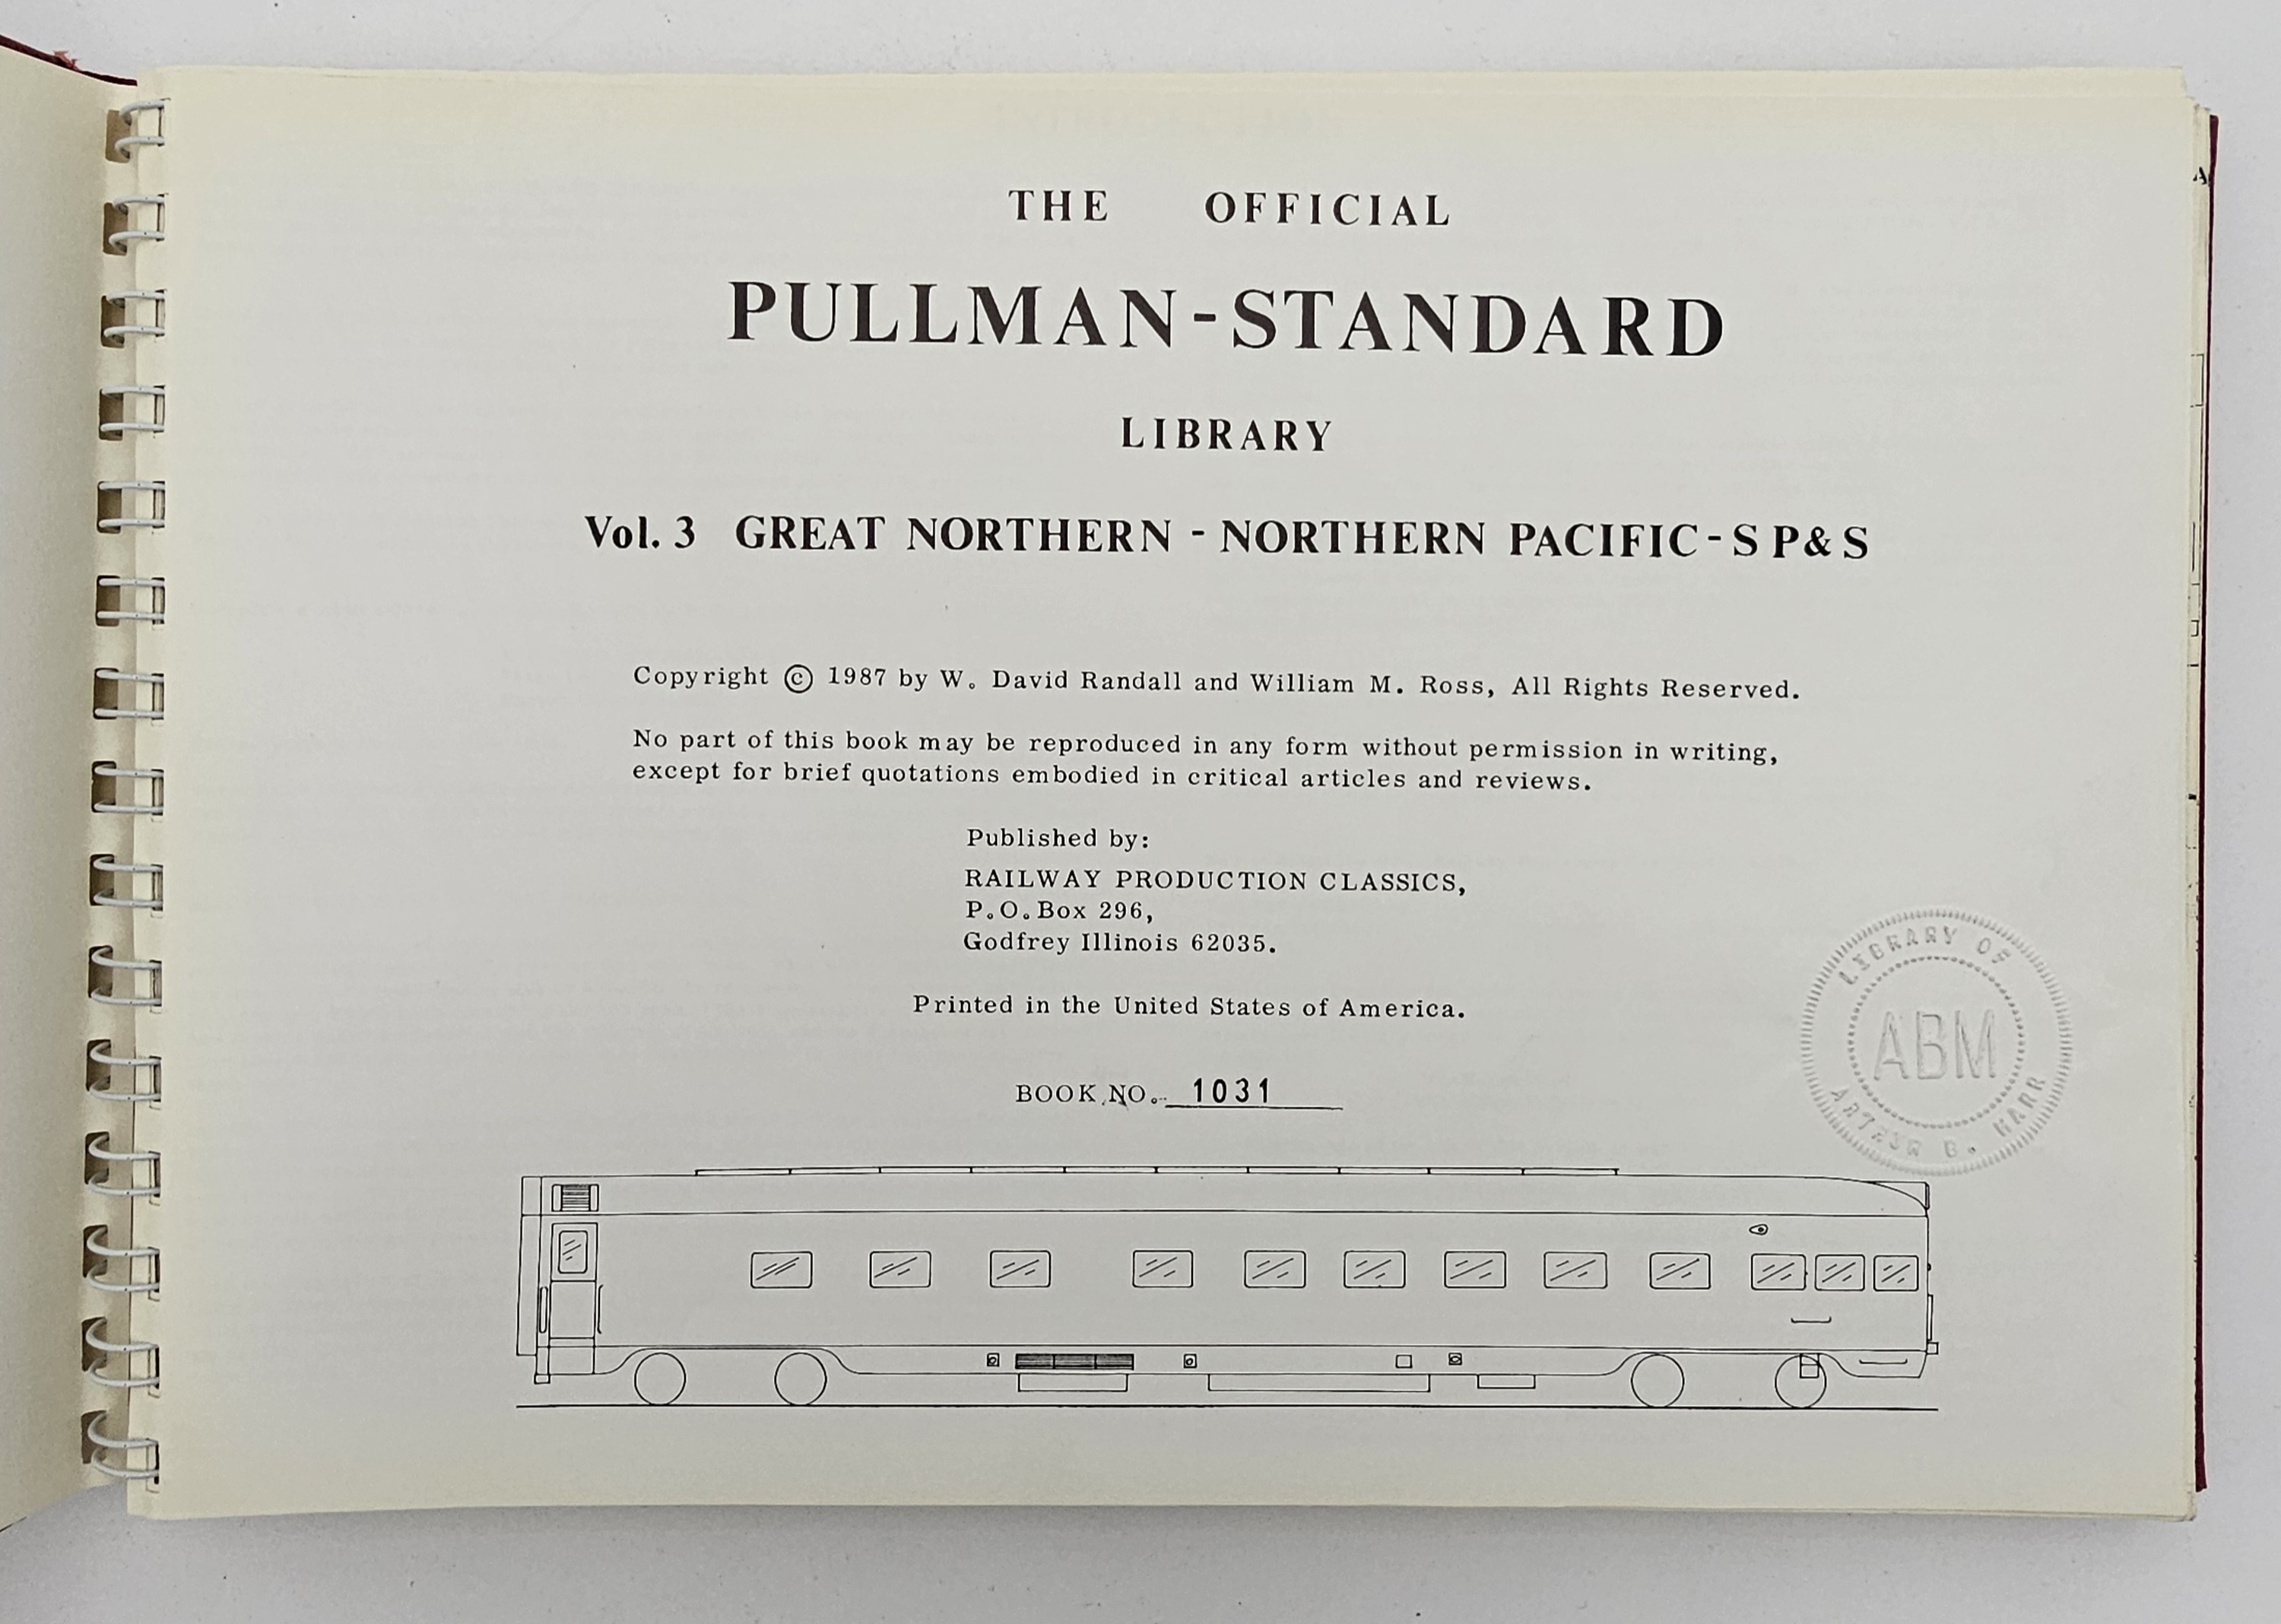 THE OFFICIAL
PULLMAN-STANDARD
LIBRARY
Vol. 3 GREAT NORTHERN - NORTHERN PACIFIC-S P & S
Copyright © 1987 by W. David Randall and William M. Ross, All Rights Reserved.
No part of this book may be reproduced in any form without permission in writing,
except for brief quotations embodied in critical articles and reviews.
Published by:
RAILWAY PRODUCTION CLASSICS,
P.O. Box 296,
Godfrey Illinois 62035.
Printed in the United States of America.
BOOK NO. 1031
LIBRARY OF
ABM
ARTHUR B. MARR